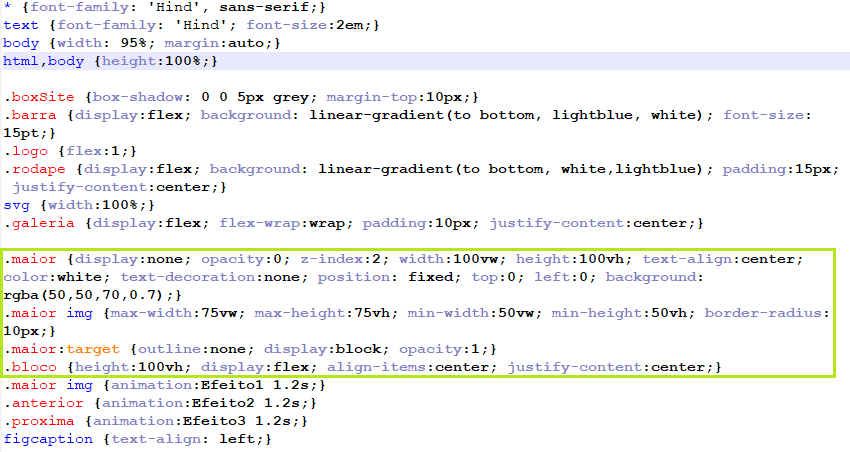 * {font-family: 'Hind', sans-serif;}
text {font-family: 'Hind'; font-size:2em;}
body {width: 95%; margin:auto;}
html,body {height:100%;}
.boxSite {box-shadow: 0 0 5px grey; margin-top:10px;}
.barra {display:flex; background: linear-gradient(to bottom, lightblue, white); font-size:
15pt;}
.logo {flex:1;}
.rodape {display:flex; background: linear-gradient(to bottom, white,lightblue); padding:15px;
justify-content:center;}
svg {width:100%;}
.galeria {display:flex; flex-wrap:wrap; padding:10px; justify-content:center;}
.maior {display:none; opacity:0; z-index:2; width:100vw; height:100vh; text-align:center;
color:white; text-decoration:none; position: fixed; top:0; left:0; background:
rgba(50,50,70,0.7);}
.maior img {max-width:75vw; max-height:75vh; min-width:50vw; min-height:50vh; border-radius:
10px;}
.maior:target {outline:none; display:block; opacity:1;}
.bloco {height:100vh; display:flex; align-items:center; justify-content:center;}
.maior img {animation:Efeito1 1.2s;}
.anterior {animation:Efeito2 1.2s;}
.proxima {animation:Efeito3 1.2s;}
figcaption {text-align: left;}